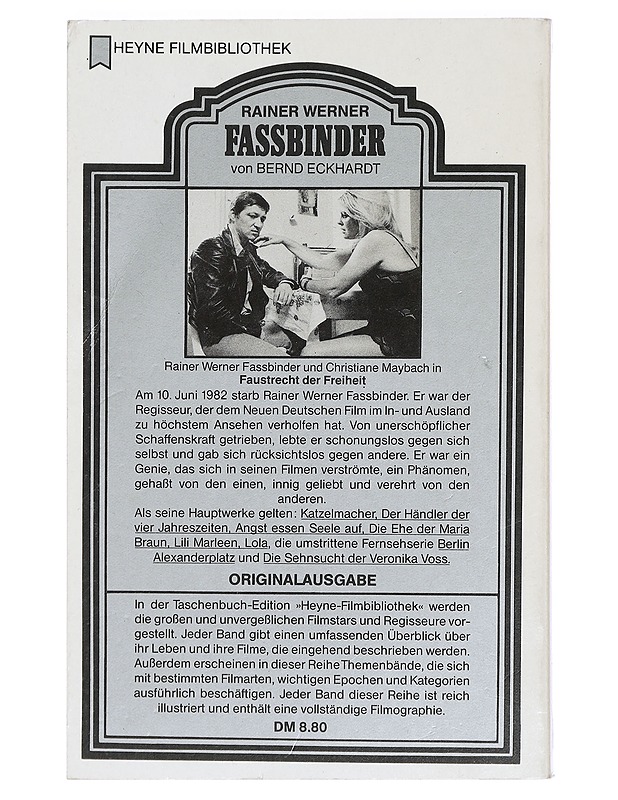 HEYNE FILMBIBLIOTHEK
RAINER WERNER
FASSBINDER
von BERND ECKHARDT
Rainer Werner Fassbinder und Christiane Maybach in
Faustrecht der Freiheit
Am 10. Juni 1982 starb Rainer Werner Fassbinder. Er war der
Regisseur, der dem Neuen Deutschen Film im In- und Ausland
zu höchstem Ansehen verholfen hat. Von unerschöpflicher
Schaffenskraft getrieben, lebte er schonungslos gegen sich
selbst und gab sich rücksichtslos gegen andere. Er war ein
Genie, das sich in seinen Filmen verströmte, ein Phänomen,
gehaßt von den einen, innig geliebt und verehrt von den
anderen.
Als seine Hauptwerke gelten: Katzelmacher, Der Händler der
vier Jahreszeiten, Angst essen Seele auf, Die Ehe der Maria
Braun, Lili Marleen, Lola, die umstrittene Fernsehserie Berlin
Alexanderplatz und Die Sehnsucht der Veronika Voss.
ORIGINALAUSGABE
In der Taschenbuch-Edition »Heyne-Filmbibliothek« werden
die großen und unvergeßlichen Filmstars und Regisseure vor-
gestellt. Jeder Band gibt einen umfassenden Überblick über
ihr Leben und ihre Filme, die eingehend beschrieben werden.
Außerdem erscheinen in dieser Reihe Themenbände, die sich
mit bestimmten Filmarten, wichtigen Epochen und Kategorien
ausführlich beschäftigen. Jeder Band dieser Reihe ist reich
illustriert und enthält eine vollständige Filmographie.
DM 8.80